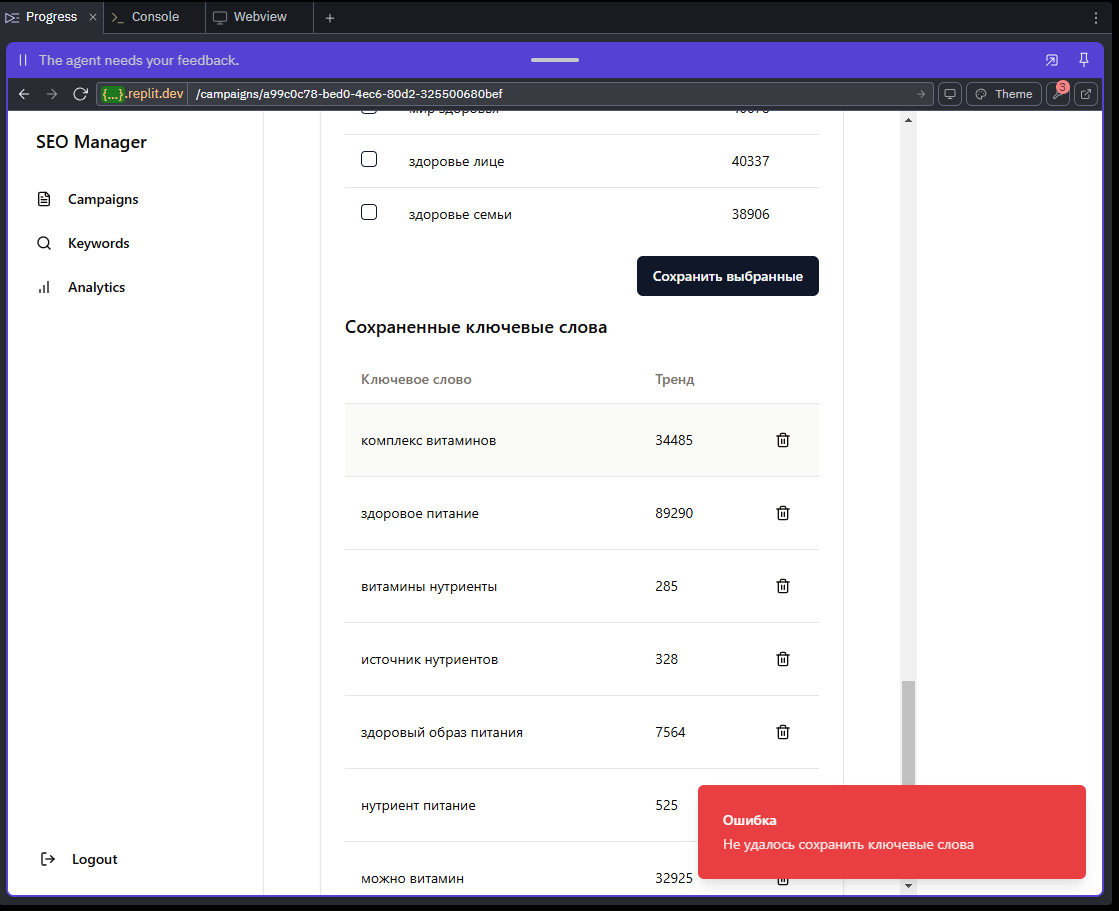 Progress
Console
Webview
The agent needs your feedback.
{...}.replit.dev /campaigns/a99c0c78-bed0-4ec6-80d2-325500680bef
Theme
3
SEO Manager
Campaigns
Keywords
Analytics
Logout
здоровье лице 40337
здоровье семьи 38906
Сохранить выбранные
Сохраненные ключевые слова
Ключевое слово Тренд
комплекс витаминов 34485
здоровое питание 89290
витамины нутриенты 285
источник нутриентов 328
здоровый образ питания 7564
нутриент питание 525
можно витамин 32925
Ошибка
Не удалось сохранить ключевые слова